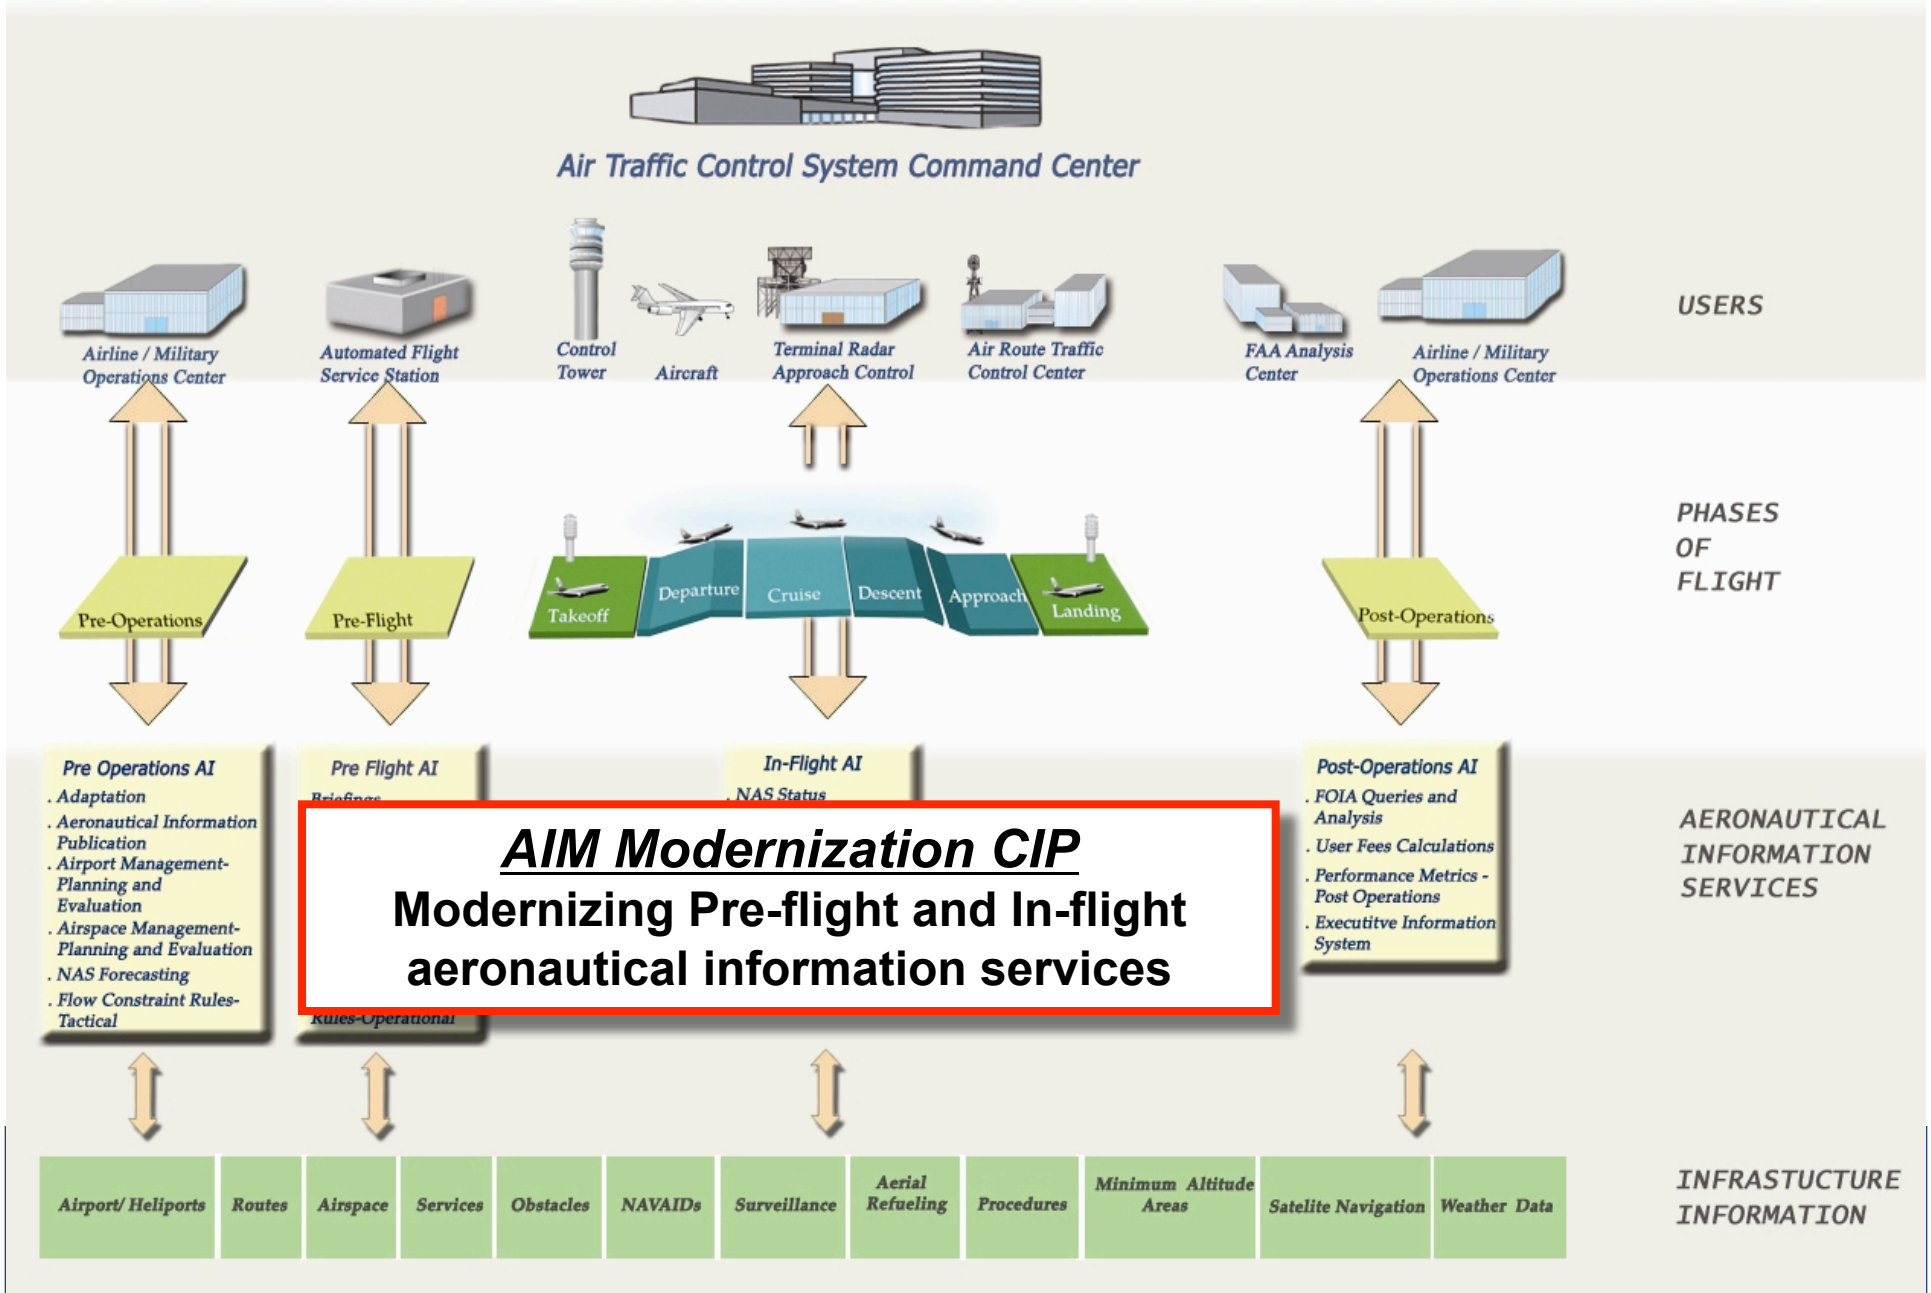 Air Traffic Control System Command Center
Airline / Military
Operations Center
Automated Flight
Service Station
Control
Tower
Aircraft
Terminal Radar
Approach Control
Air Route Traffic
Control Center
FAA Analysis
Center
Airline / Military
Operations Center
USERS
PHASES
OF
FLIGHT
Pre-Operations
Pre-Flight
Takeoff
Departure
Cruise
Descent
Approach
Landing
Post-Operations
Pre Operations AI
. Adaptation
. Aeronautical Information
Publication
. Airport Management-
Planning and
Evaluation
. Airspace Management-
Planning and Evaluation
. NAS Forecasting
. Flow Constraint Rules-
Tactical
Pre Flight AI
Briefings
Rules-Operational
In-Flight AI
. NAS Status
AIM Modernization CIP
Modernizing Pre-flight and In-flight
aeronautical information services
Post-Operations AI
. FOIA Queries and
Analysis
. User Fees Calculations
. Performance Metrics -
Post Operations
. Executitve Information
System
AERONAUTICAL
INFORMATION
SERVICES
Airport/ Heliports
Routes
Airspace
Services
Obstacles
NAVAIDs
Surveillance
Aerial
Refueling
Procedures
Minimum Altitude
Areas
Satelite Navigation
Weather Data
INFRASTUCTURE
INFORMATION